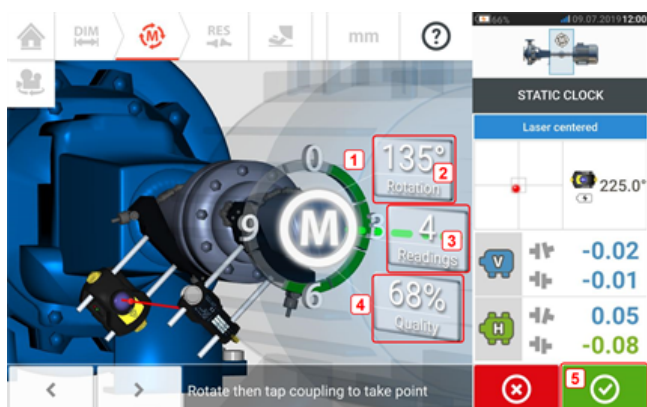 DIM
M
RES
mm
?
0
3
6
9
M
1
135°
2
Rotation
4
3
Readings
4
68%
Quality
Rotate then tap coupling to take point
66%
09.07.2019 12:00
STATIC CLOCK
Laser centered
225.0°
V
-0.02
-0.01
H
0.05
-0.08
5